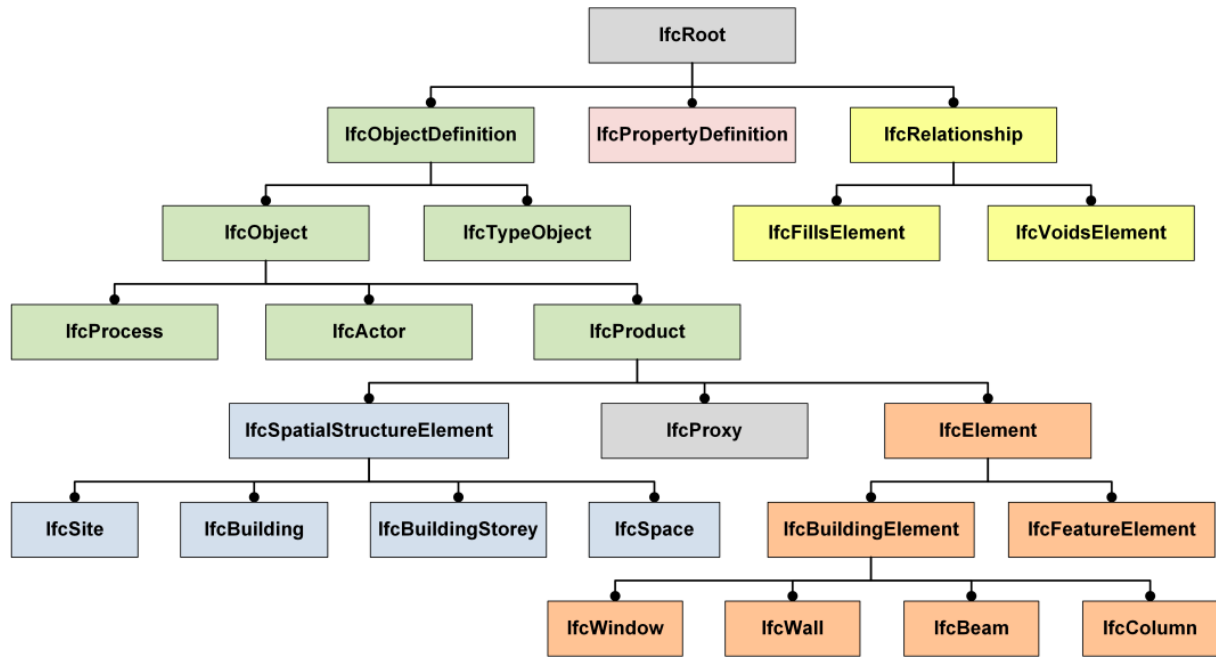 IfcRoot
IfcObjectDefinition
IfcPropertyDefinition
IfcRelationship
IfcObject
IfcTypeObject
IfcFillsElement
IfcVoidsElement
IfcProcess
IfcActor
IfcProduct
IfcSpatialStructureElement
IfcProxy
IfcElement
IfcSite
IfcBuilding
IfcBuildingStorey
IfcSpace
IfcBuildingElement
IfcFeatureElement
IfcWindow
IfcWall
IfcBeam
IfcColumn